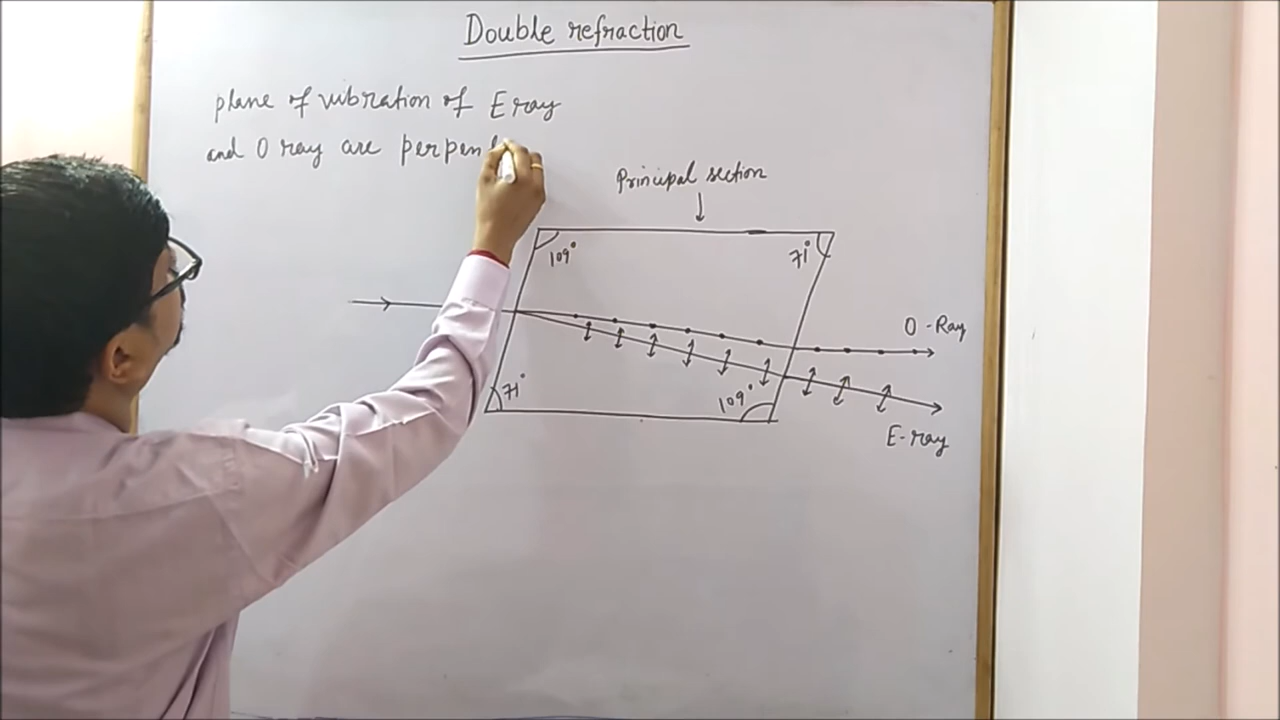 Double refraction
plane of vibration of E ray
and O ray are perpen
Principal section
109°
71°
O - Ray
71°
109°
E-ray